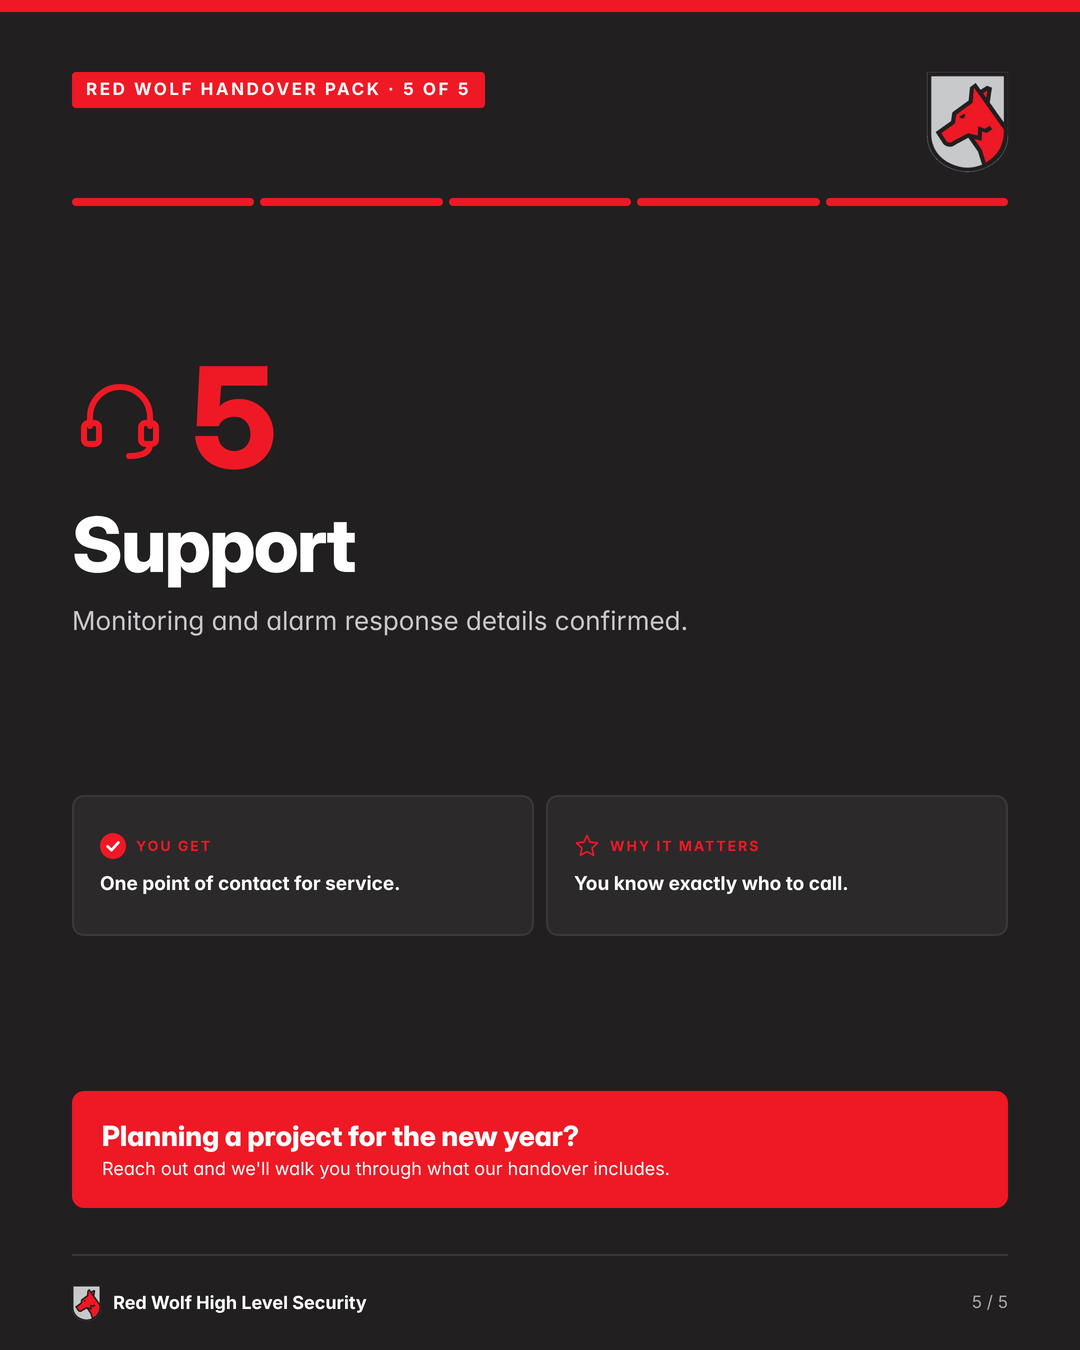 RED WOLF HANDOVER PACK · 5 OF 5
5
Support
Monitoring and alarm response details confirmed.
YOU GET
One point of contact for service.
WHY IT MATTERS
You know exactly who to call.
Planning a project for the new year?
Reach out and we'll walk you through what our handover includes.
Red Wolf High Level Security
5 / 5